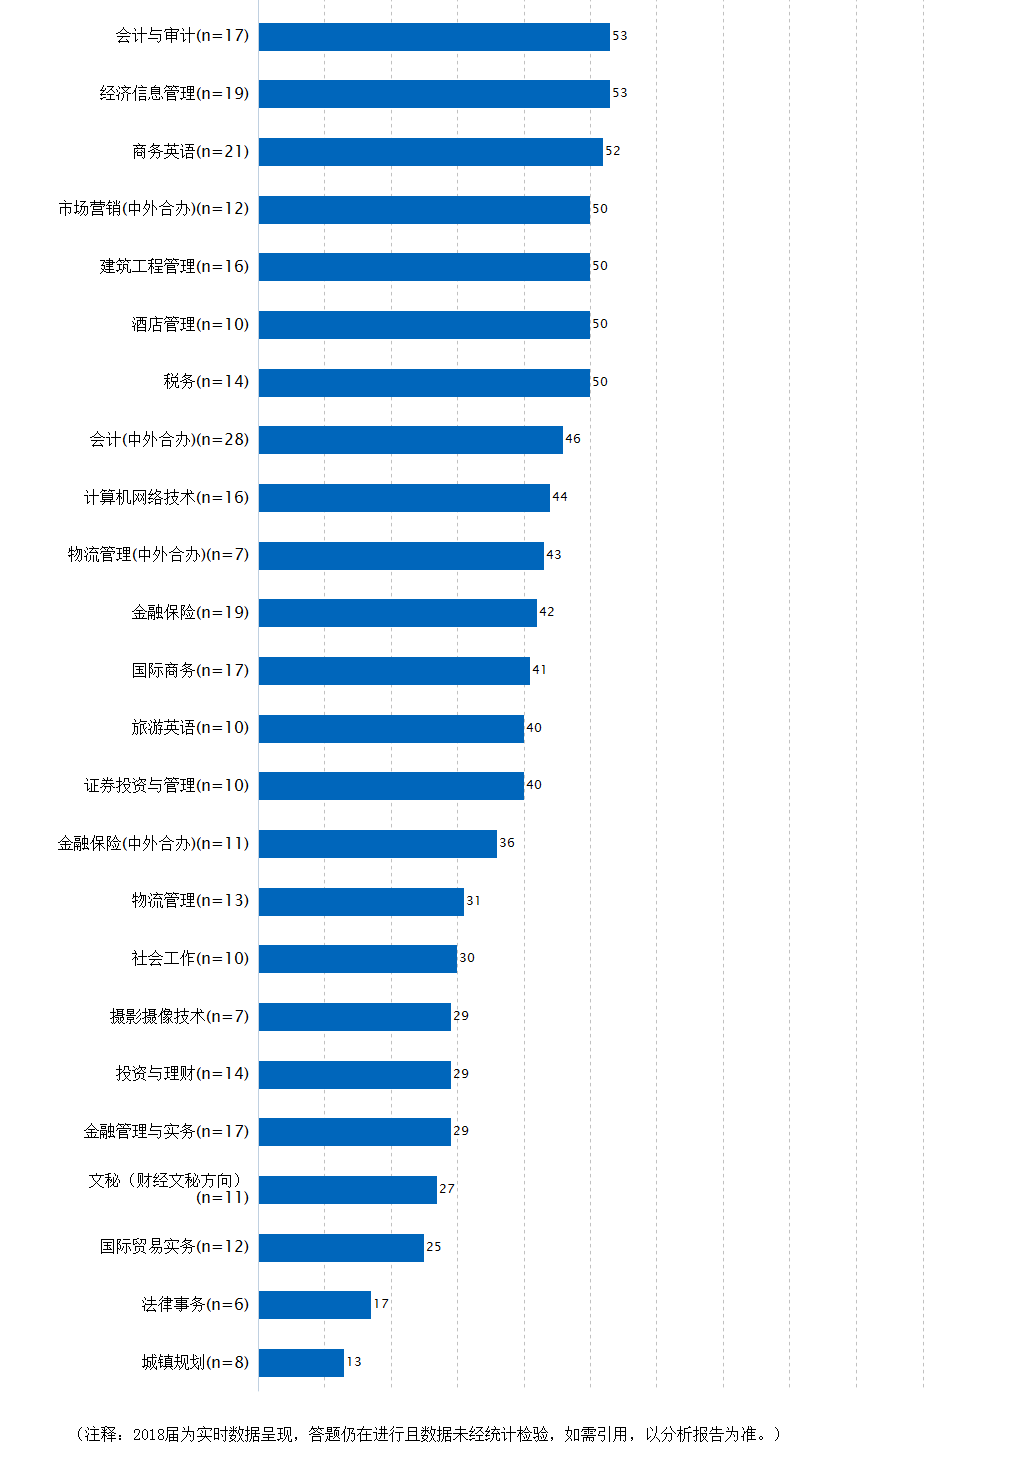 会计与审计(n=17) 53
经济信息管理(n=19) 53
商务英语(n=21) 52
市场营销(中外合办)(n=12) 50
建筑工程管理(n=16) 50
酒店管理(n=10) 50
税务(n=14) 50
会计(中外合办)(n=28) 46
计算机网络技术(n=16) 44
物流管理(中外合办)(n=7) 43
金融保险(n=19) 42
国际商务(n=17) 41
旅游英语(n=10) 40
证券投资与管理(n=10) 40
金融保险(中外合办)(n=11) 36
物流管理(n=13) 31
社会工作(n=10) 30
摄影摄像技术(n=7) 29
投资与理财(n=14) 29
金融管理与实务(n=17) 29
文秘（财经文秘方向）
(n=11) 27
国际贸易实务(n=12) 25
法律事务(n=6) 17
城镇规划(n=8) 13
（注释：2018届为实时数据呈现，答题仍在进行且数据未经统计检验，如需引用，以分析报告为准。）